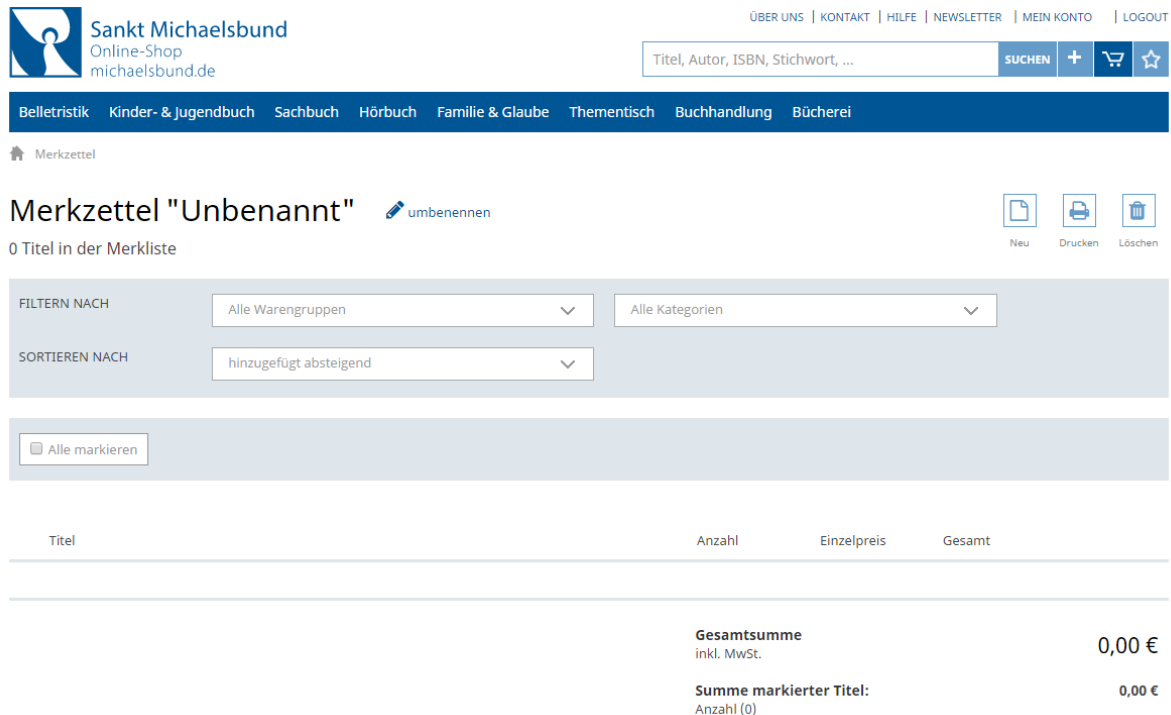 Sankt Michaelsbund
Online-Shop
michaelsbund.de
ÜBER UNS | KONTAKT | HILFE | NEWSLETTER | MEIN KONTO | LOGOUT
Titel, Autor, ISBN, Stichwort, ... SUCHEN +
Belletristik Kinder- & Jugendbuch Sachbuch Hörbuch Familie & Glaube Thementisch Buchhandlung Bücherei
Merkzettel
Merkzettel "Unbenannt" umbenennen
0 Titel in der Merkliste
Neu Drucken Löschen
FILTERN NACH Alle Warengruppen Alle Kategorien
SORTIEREN NACH hinzugefügt absteigend
Alle markieren
Titel Anzahl Einzelpreis Gesamt
Gesamtsumme 0,00 €
inkl. MwSt.
Summe markierter Titel: 0,00 €
Anzahl (0)